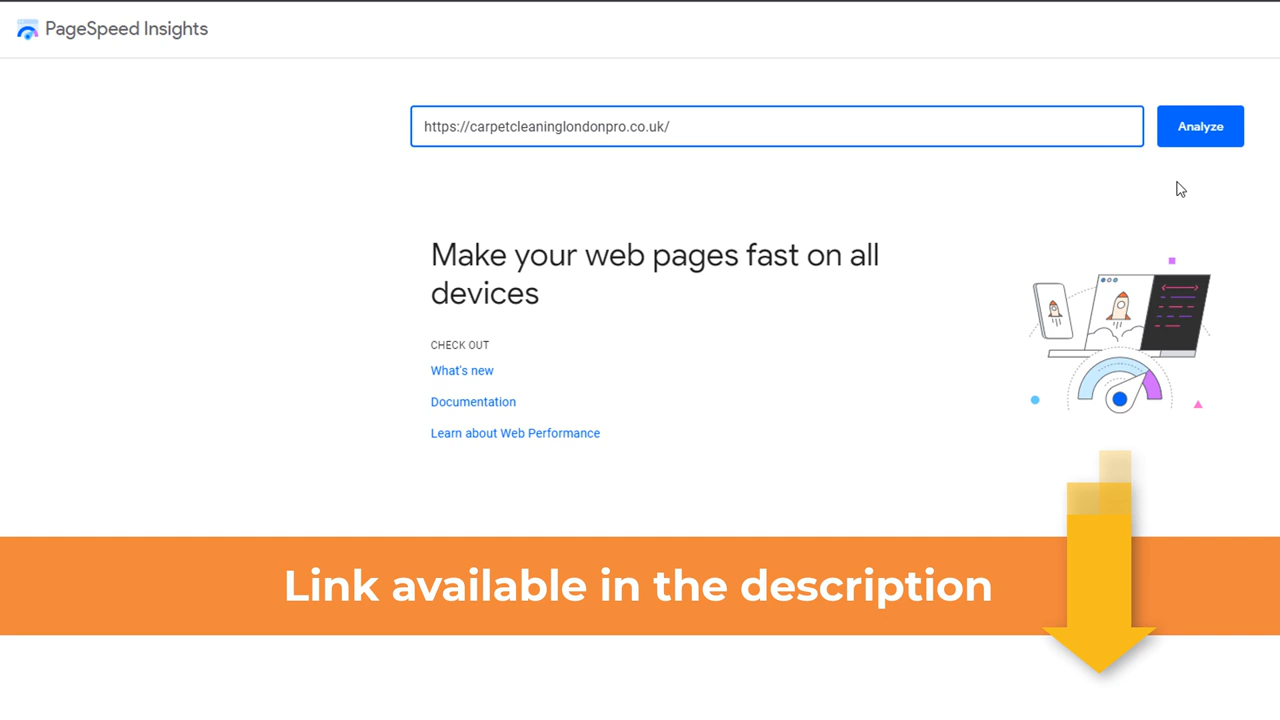 PageSpeed Insights
https://carpetcleaninglondonpro.co.uk/
Analyze
Make your web pages fast on all
devices
CHECK OUT
What's new
Documentation
Learn about Web Performance
Link available in the description